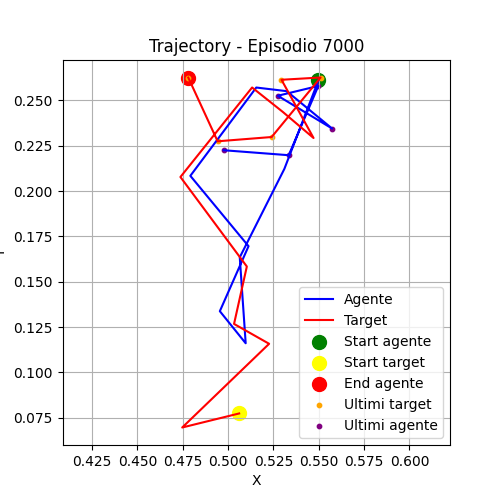 Trajectory - Episodio 7000
0.250
0.225
0.200
0.175
0.150
0.125
0.100
0.075
Agente
Target
Start agente
Start target
End agente
Ultimi target
Ultimi agente
0.425 0.450 0.475 0.500 0.525 0.550 0.575 0.600
X